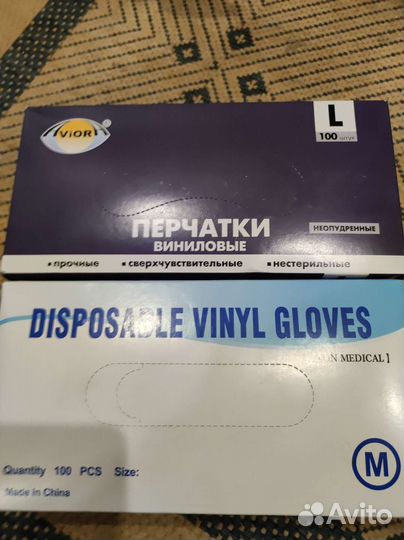 AViORA
L
100 штук
ПЕРЧАТКИ
ВИНИЛОВЫЕ
НЕОПУДРЕННЫЕ
прочные
сверхчувствительные
нестерильные
DISPOSABLE VINYL GLOVES
MEDICAL】
Quantity 100 PCS Size:
M
Made in China
Avito